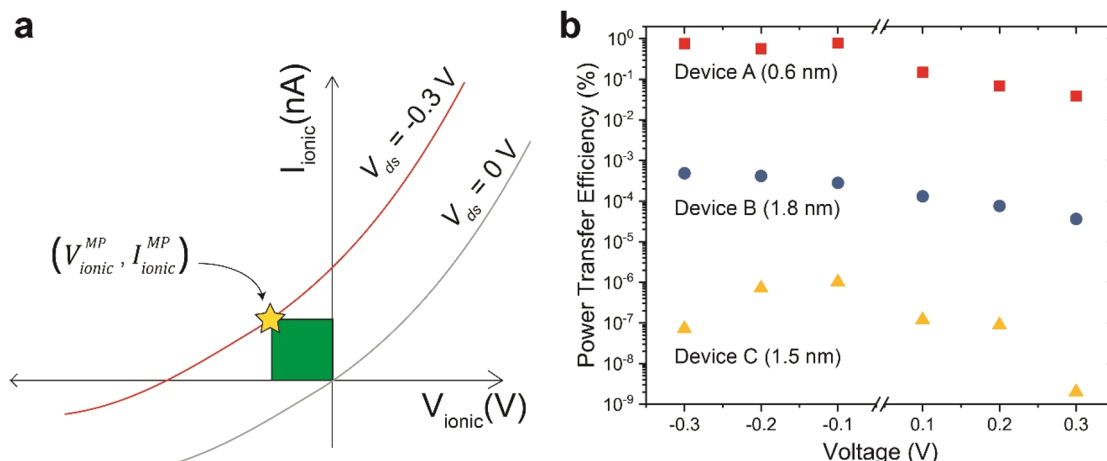 a
I_ionic(nA)
V_ds = -0.3 V
V_ds = 0 V
(V_ionic^MP, I_ionic^MP)
V_ionic(V)
b
Power Transfer Efficiency (%)
10^0
10^-1
10^-2
10^-3
10^-4
10^-5
10^-6
10^-7
10^-8
10^-9
Device A (0.6 nm)
Device B (1.8 nm)
Device C (1.5 nm)
-0.3 -0.2 -0.1 0.1 0.2 0.3
Voltage (V)